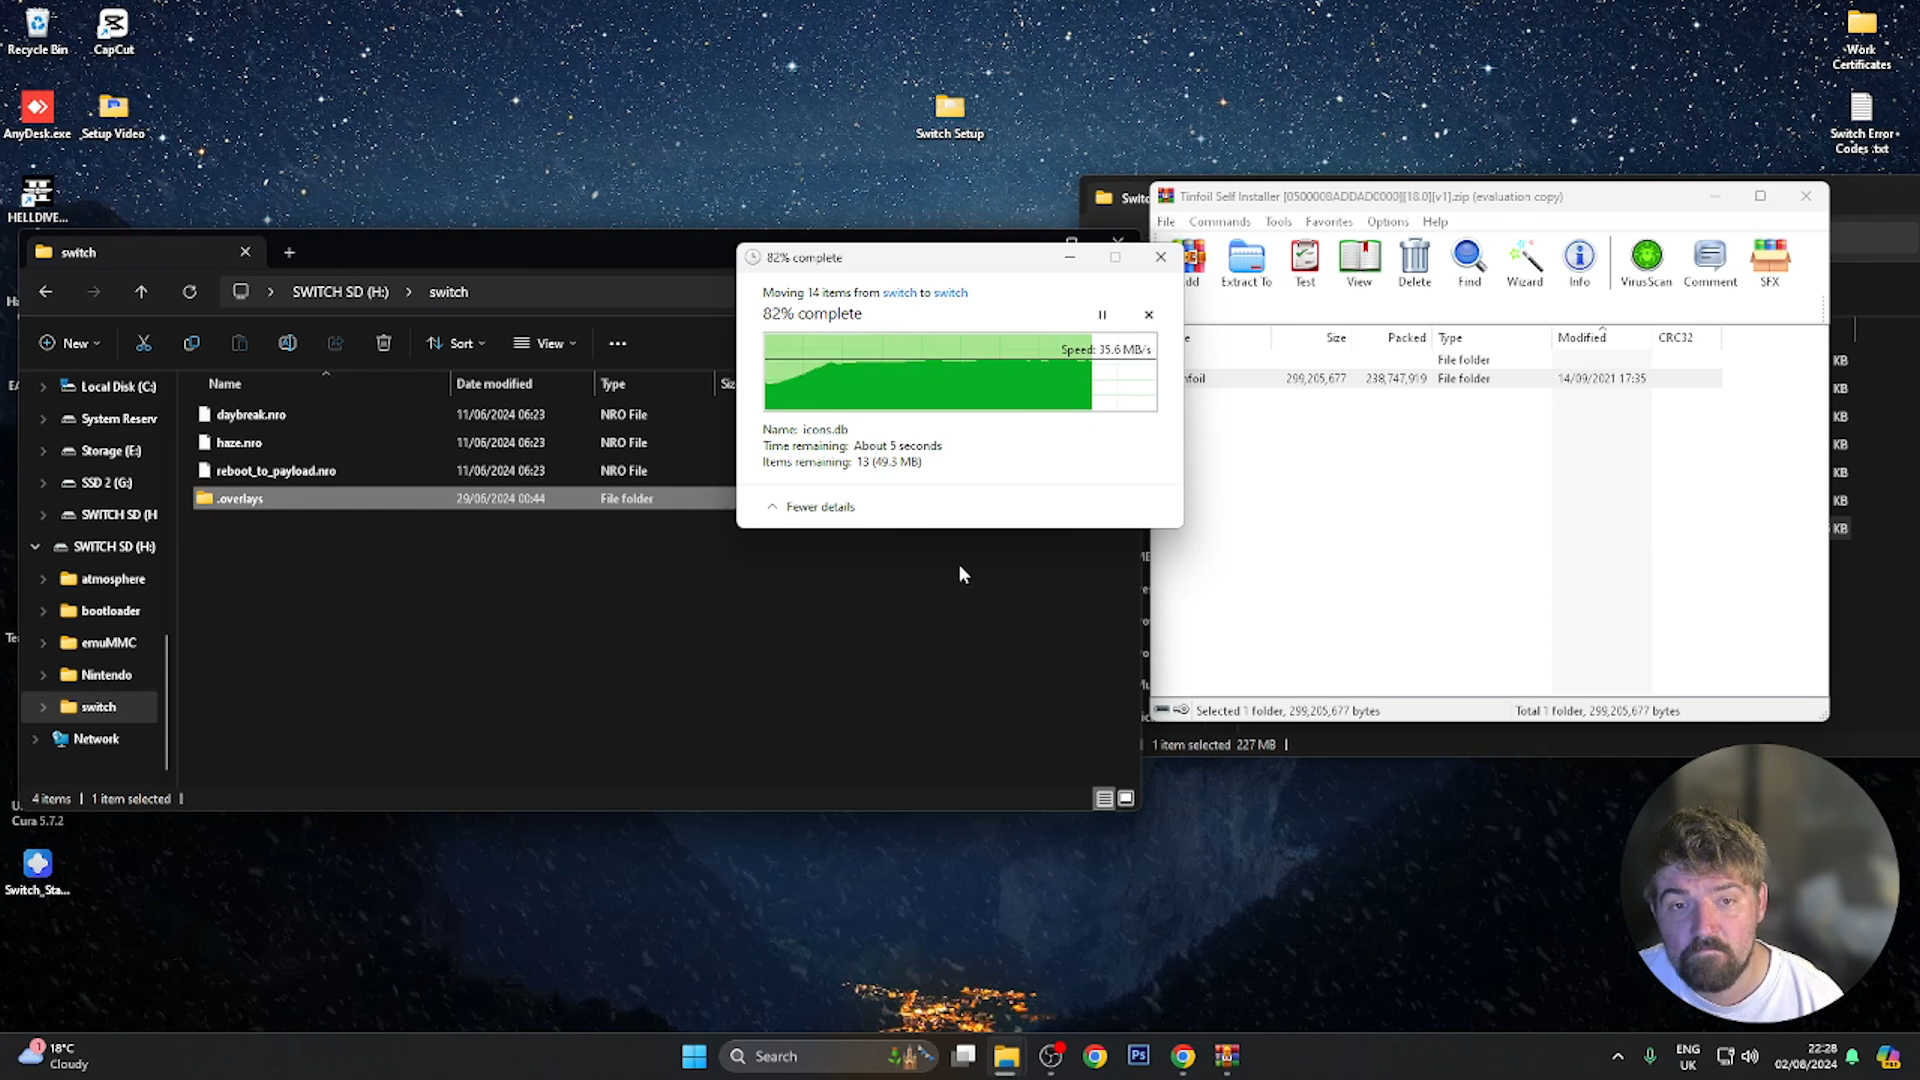 Recycle Bin
CapCut
AnyDesk.exe
Setup Video
HELLDIVE...
Switch Setup
Work
Certificates
Switch Error
Codes .txt
switch
SWITCH SD (H:)
switch
New
Sort
View
Name
Date modified
Type
Local Disk (C:)
System Reserv
Storage (E:)
SSD 2 (G:)
SWITCH SD (H
SWITCH SD (H:)
atmosphere
bootloader
emuMMC
Nintendo
switch
Network
daybreak.nro 11/06/2024 06:23 NRO File
haze.nro 11/06/2024 06:23 NRO File
reboot_to_payload.nro 11/06/2024 06:23 NRO File
.overlays 29/06/2024 00:44 File folder
4 items 1 item selected
Cura 5.7.2
Switch_Sta...
82% complete
Moving 14 items from switch to switch
82% complete
Speed: 35.6 MB/s
Name: icons.db
Time remaining: About 5 seconds
Items remaining: 13 (49.3 MB)
Fewer details
Tinfoil Self Installer [050000BADDAD0000][18.0][v1].zip (evaluation copy)
File Commands Tools Favorites Options Help
Extract To Test View Delete Find Wizard Info VirusScan Comment SFX
Size Packed Type Modified CRC32
File folder
299,205,677 238,747,919 File folder 14/09/2021 17:35
Selected 1 folder, 299,205,677 bytes
Total 1 folder, 299,205,677 bytes
KB
KB
KB
KB
KB
KB
KB
1 item selected 227 MB
18°C
Cloudy
Search
ENG
UK
22:28
02/08/2024